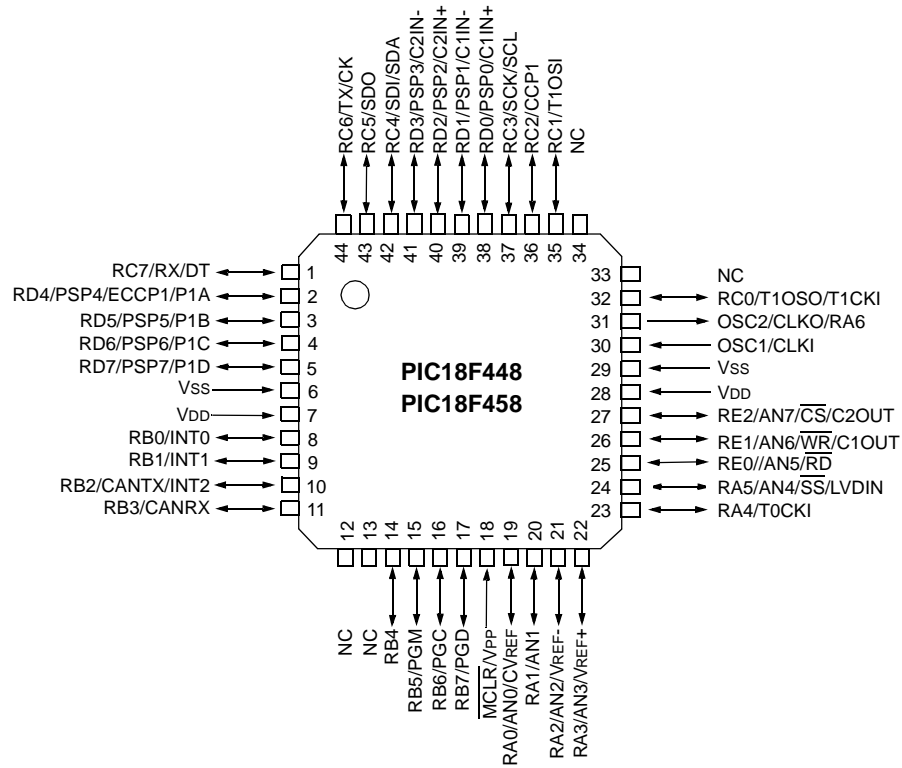 RC6/TX/CK
RC5/SDO
RC4/SDI/SDA
RD3/PSP3/C2IN-
RD2/PSP2/C2IN+
RD1/PSP1/C1IN-
RD0/PSP0/C1IN+
RC3/SCK/SCL
RC2/CCP1
RC1/T1OSI
NC
44
43
42
41
40
39
38
37
36
35
34
RC7/RX/DT 1
RD4/PSP4/ECCP1/P1A 2
RD5/PSP5/P1B 3
RD6/PSP6/P1C 4
RD7/PSP7/P1D 5
VSS 6
VDD 7
RB0/INT0 8
RB1/INT1 9
RB2/CANTX/INT2 10
RB3/CANRX 11
PIC18F448
PIC18F458
33 NC
32 RC0/T1OSO/T1CKI
31 OSC2/CLKO/RA6
30 OSC1/CLKI
29 VSS
28 VDD
27 RE2/AN7/CS/C2OUT
26 RE1/AN6/WR/C1OUT
25 RE0//AN5/RD
24 RA5/AN4/SS/LVDIN
23 RA4/T0CKI
12
13
14
15
16
17
18
19
20
21
22
NC
NC
RB4
RB5/PGM
RB6/PGC
RB7/PGD
MCLR/VPP
RA0/AN0/CVREF
RA1/AN1
RA2/AN2/VREF-
RA3/AN3/VREF+